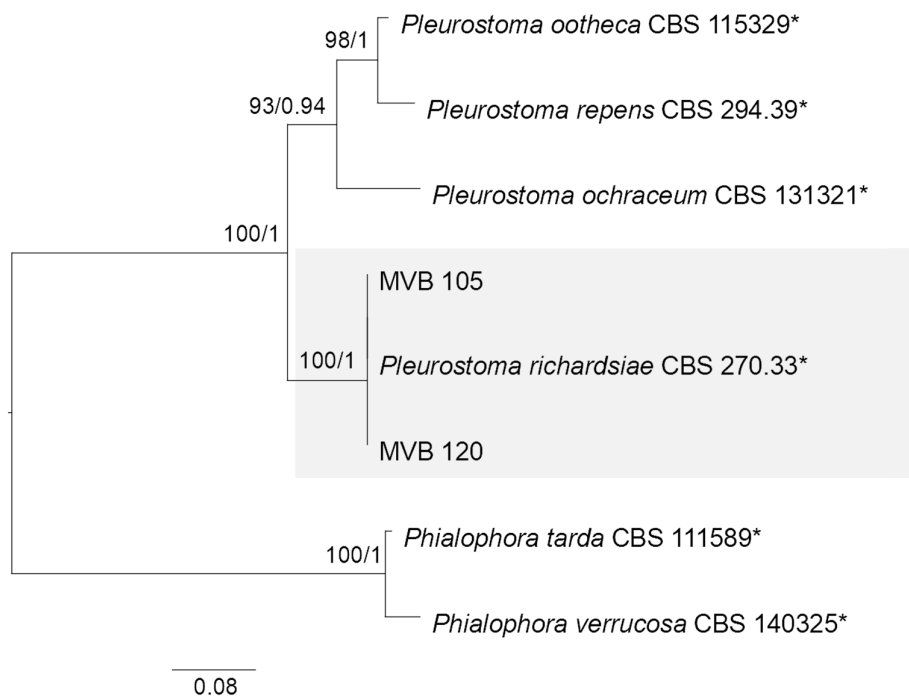 Pleurostoma ootheca CBS 115329*
98/1
93/0.94
Pleurostoma repens CBS 294.39*
Pleurostoma ochraceum CBS 131321*
100/1
MVB 105
100/1
Pleurostoma richardsiae CBS 270.33*
MVB 120
Phialophora tarda CBS 111589*
100/1
Phialophora verrucosa CBS 140325*
0.08